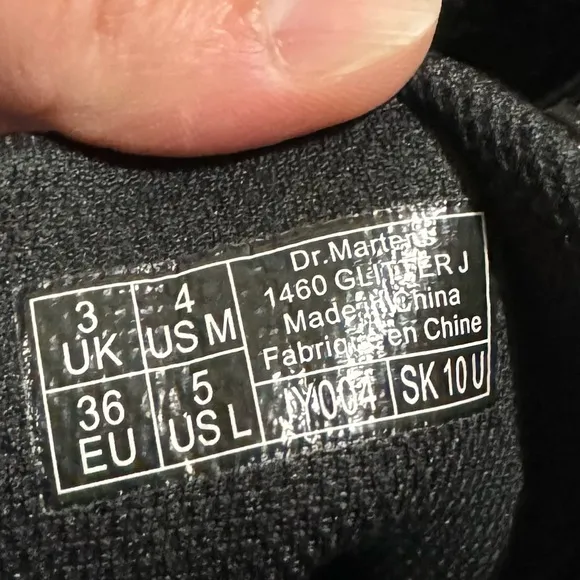 3
UK
4
US M
36
EU
5
US L
Dr.Martens
1460 GLITTER J
Made in China
Fabriqué en Chine
JY004
SK 10 U